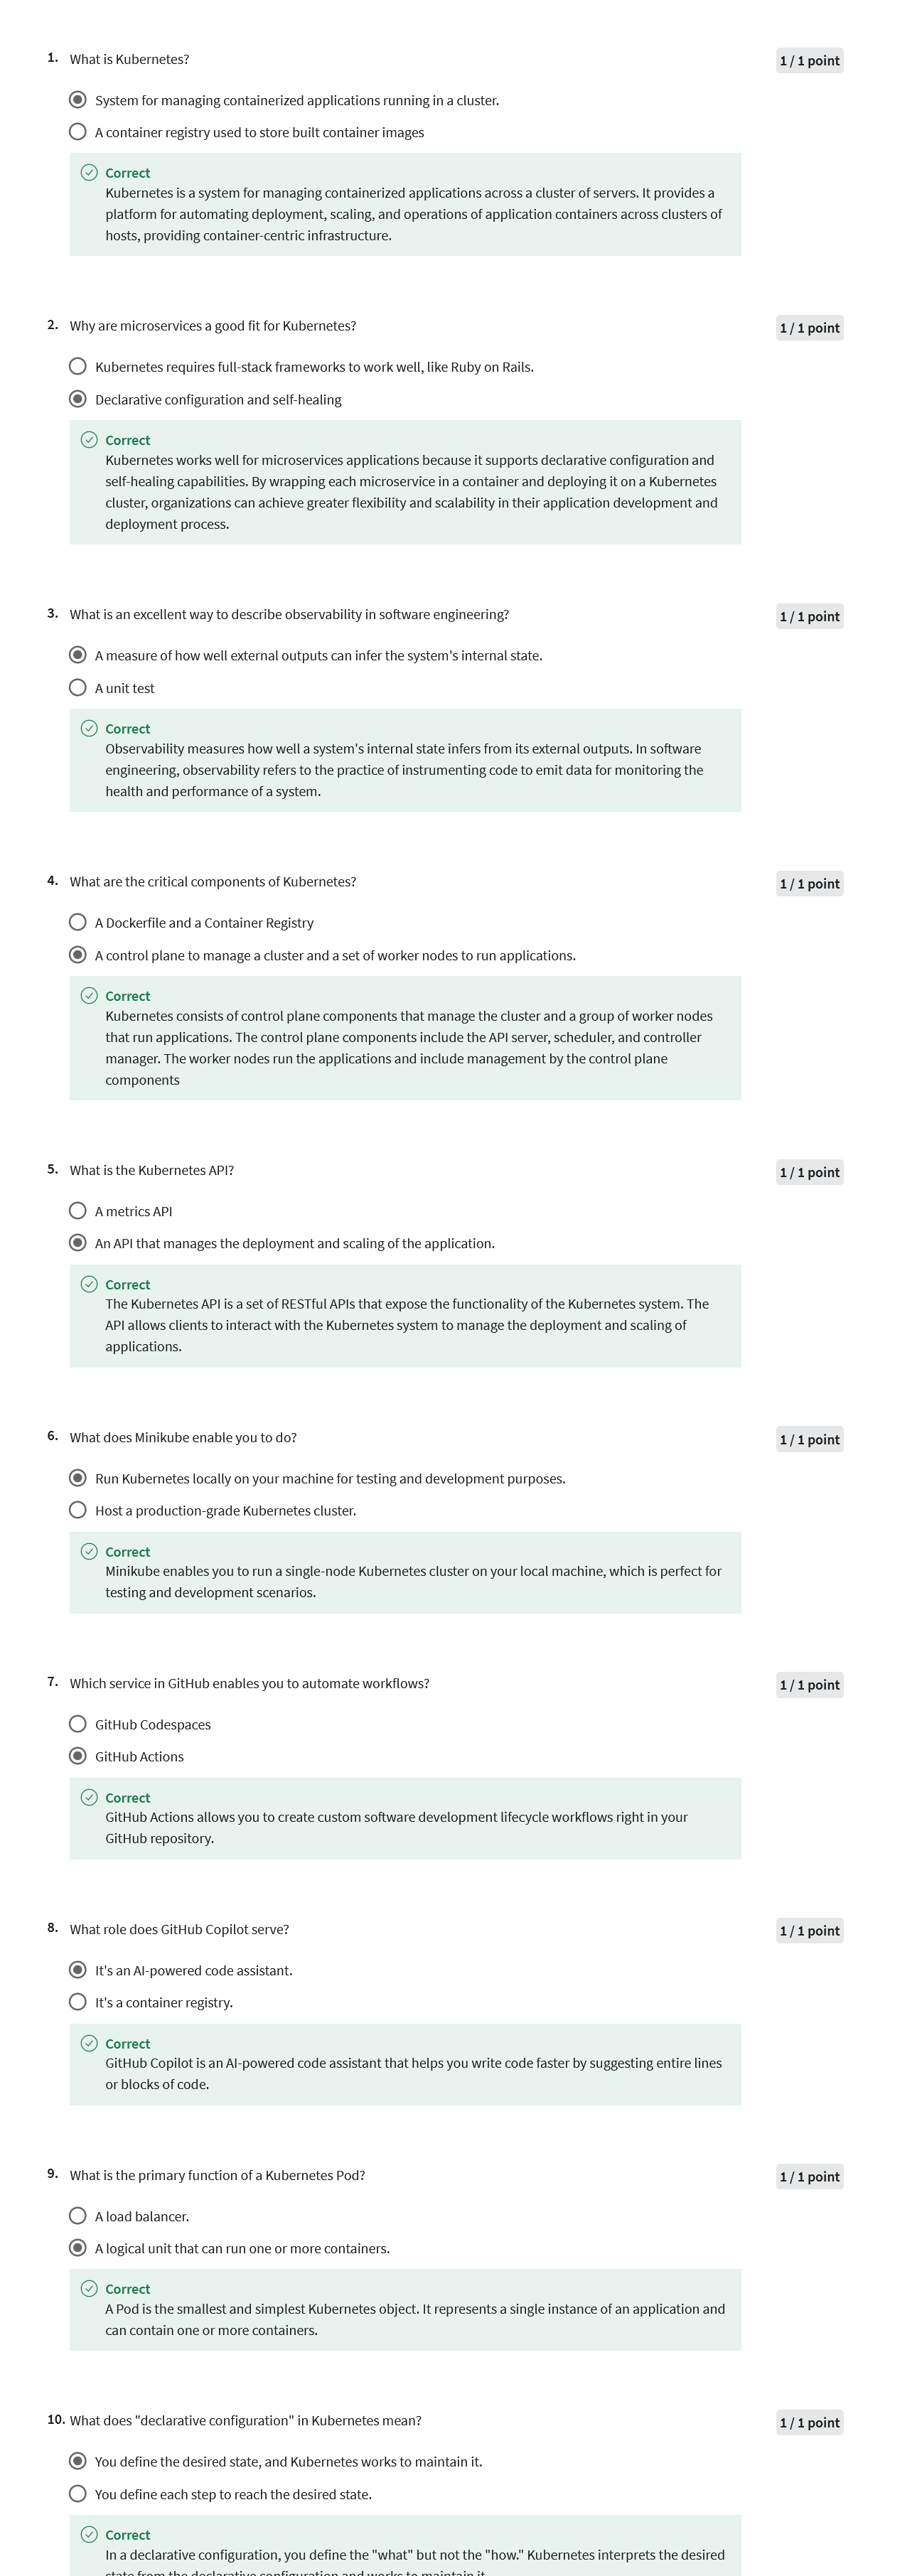 1. What is Kubernetes?
1 / 1 point
System for managing containerized applications running in a cluster.
A container registry used to store built container images
Correct
Kubernetes is a system for managing containerized applications across a cluster of servers. It provides a
platform for automating deployment, scaling, and operations of application containers across clusters of
hosts, providing container-centric infrastructure.
2. Why are microservices a good fit for Kubernetes?
1 / 1 point
Kubernetes requires full-stack frameworks to work well, like Ruby on Rails.
Declarative configuration and self-healing
Correct
Kubernetes works well for microservices applications because it supports declarative configuration and
self-healing capabilities. By wrapping each microservice in a container and deploying it on a Kubernetes
cluster, organizations can achieve greater flexibility and scalability in their application development and
deployment process.
3. What is an excellent way to describe observability in software engineering?
1 / 1 point
A measure of how well external outputs can infer the system's internal state.
A unit test
Correct
Observability measures how well a system's internal state infers from its external outputs. In software
engineering, observability refers to the practice of instrumenting code to emit data for monitoring the
health and performance of a system.
4. What are the critical components of Kubernetes?
1 / 1 point
A Dockerfile and a Container Registry
A control plane to manage a cluster and a set of worker nodes to run applications.
Correct
Kubernetes consists of control plane components that manage the cluster and a group of worker nodes
that run applications. The control plane components include the API server, scheduler, and controller
manager. The worker nodes run the applications and include management by the control plane
components
5. What is the Kubernetes API?
1 / 1 point
A metrics API
An API that manages the deployment and scaling of the application.
Correct
The Kubernetes API is a set of RESTful APIs that expose the functionality of the Kubernetes system. The
API allows clients to interact with the Kubernetes system to manage the deployment and scaling of
applications.
6. What does Minikube enable you to do?
1 / 1 point
Run Kubernetes locally on your machine for testing and development purposes.
Host a production-grade Kubernetes cluster.
Correct
Minikube enables you to run a single-node Kubernetes cluster on your local machine, which is perfect for
testing and development scenarios.
7. Which service in GitHub enables you to automate workflows?
1 / 1 point
GitHub Codespaces
GitHub Actions
Correct
GitHub Actions allows you to create custom software development lifecycle workflows right in your
GitHub repository.
8. What role does GitHub Copilot serve?
1 / 1 point
It's an AI-powered code assistant.
It's a container registry.
Correct
GitHub Copilot is an AI-powered code assistant that helps you write code faster by suggesting entire lines
or blocks of code.
9. What is the primary function of a Kubernetes Pod?
1 / 1 point
A load balancer.
A logical unit that can run one or more containers.
Correct
A Pod is the smallest and simplest Kubernetes object. It represents a single instance of an application and
can contain one or more containers.
10. What does "declarative configuration" in Kubernetes mean?
1 / 1 point
You define the desired state, and Kubernetes works to maintain it.
You define each step to reach the desired state.
Correct
In a declarative configuration, you define the "what" but not the "how." Kubernetes interprets the desired
state from the declarative configuration and works to maintain it.